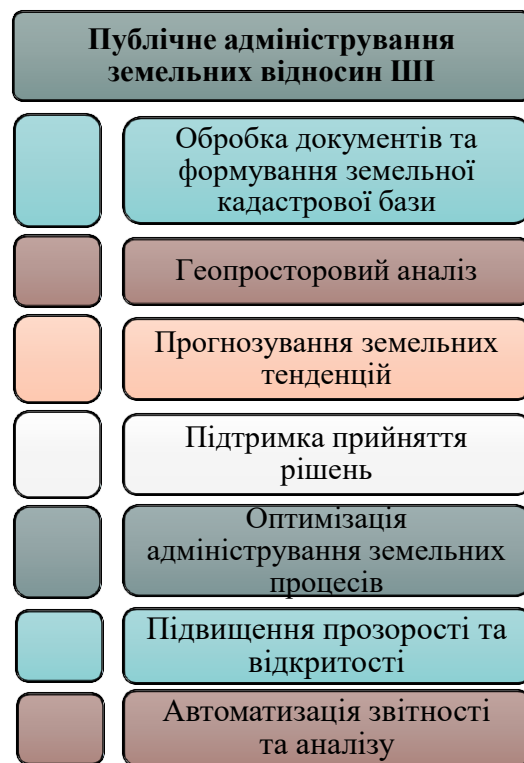 Публічне адміністрування
земельних відносин ШІ
Обробка документів та
формування земельної
кадастрової бази
Геопросторовий аналіз
Прогнозування земельних
тенденцій
Підтримка прийняття
рішень
Оптимізація
адміністрування земельних
процесів
Підвищення прозорості та
відкритості
Автоматизація звітності
та аналізу